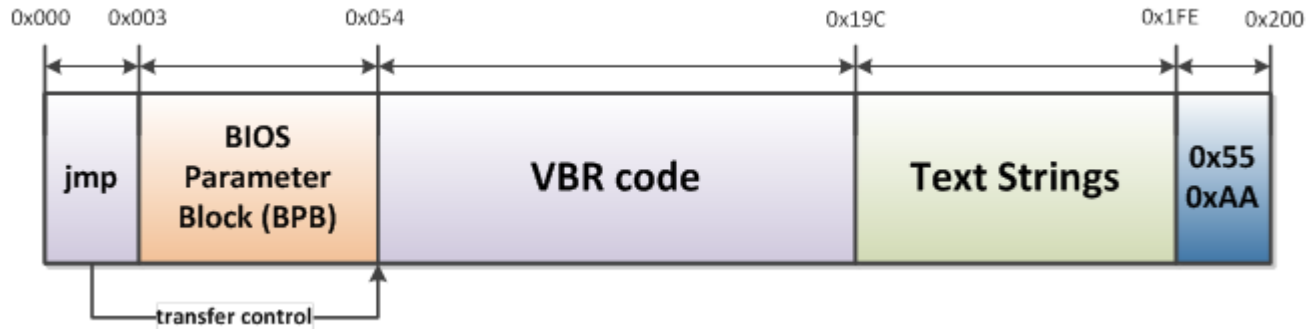 0x000 0x003 0x054 0x19C 0x1FE 0x200
jmp
BIOS
Parameter
Block (BPB)
VBR code
Text Strings
0x55
0xAA
transfer control